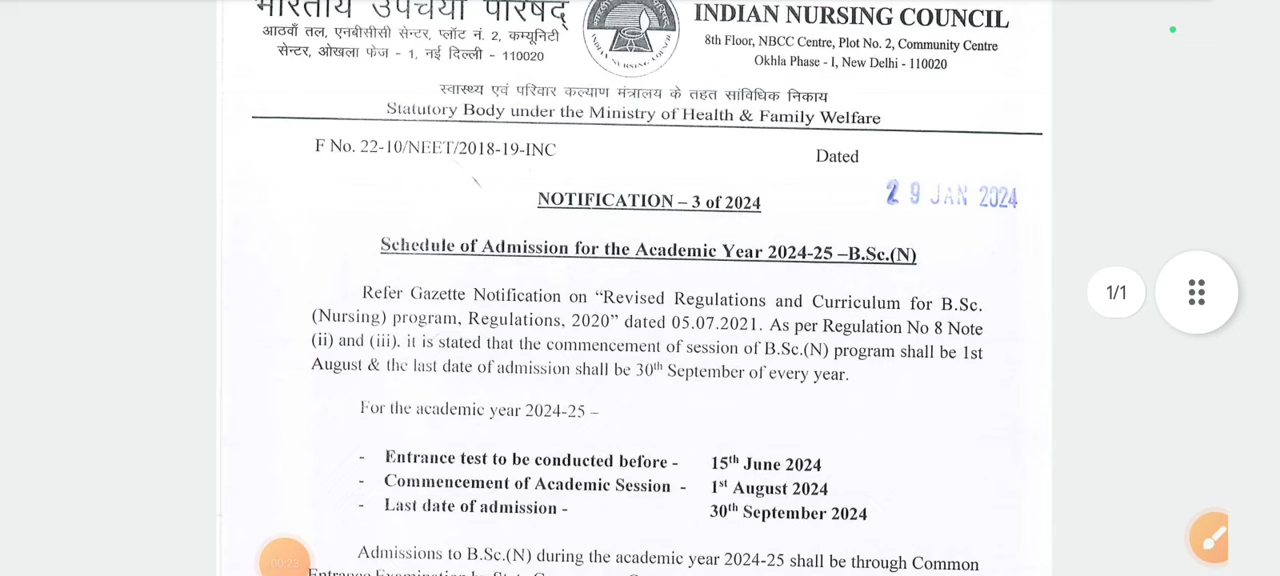 भारतीय उपचर्या परिषद्
आठवाँ तल, एनबीसीसी सेन्टर, प्लॉट नं. 2, कम्यूनिटी
सेन्टर, ओखला फेज - 1, नई दिल्ली - 110020
INDIAN NURSING COUNCIL
8th Floor, NBCC Centre, Plot No. 2, Community Centre
Okhla Phase - I, New Delhi - 110020
स्वास्थ्य एवं परिवार कल्याण मंत्रालय के तहत सांविधिक निकाय
Statutory Body under the Ministry of Health & Family Welfare
F No. 22-10/NEET/2018-19-INC
Dated
29 JAN 2024
NOTIFICATION – 3 of 2024
Schedule of Admission for the Academic Year 2024-25 –B.Sc.(N)
Refer Gazette Notification on “Revised Regulations and Curriculum for B.Sc.
(Nursing) program, Regulations, 2020” dated 05.07.2021. As per Regulation No 8 Note
(ii) and (iii). it is stated that the commencement of session of B.Sc.(N) program shall be 1st
August & the last date of admission shall be 30th September of every year.
For the academic year 2024-25 –
- Entrance test to be conducted before - 15th June 2024
- Commencement of Academic Session - 1st August 2024
- Last date of admission - 30th September 2024
Admissions to B.Sc.(N) during the academic year 2024-25 shall be through Common
1/1
00:23